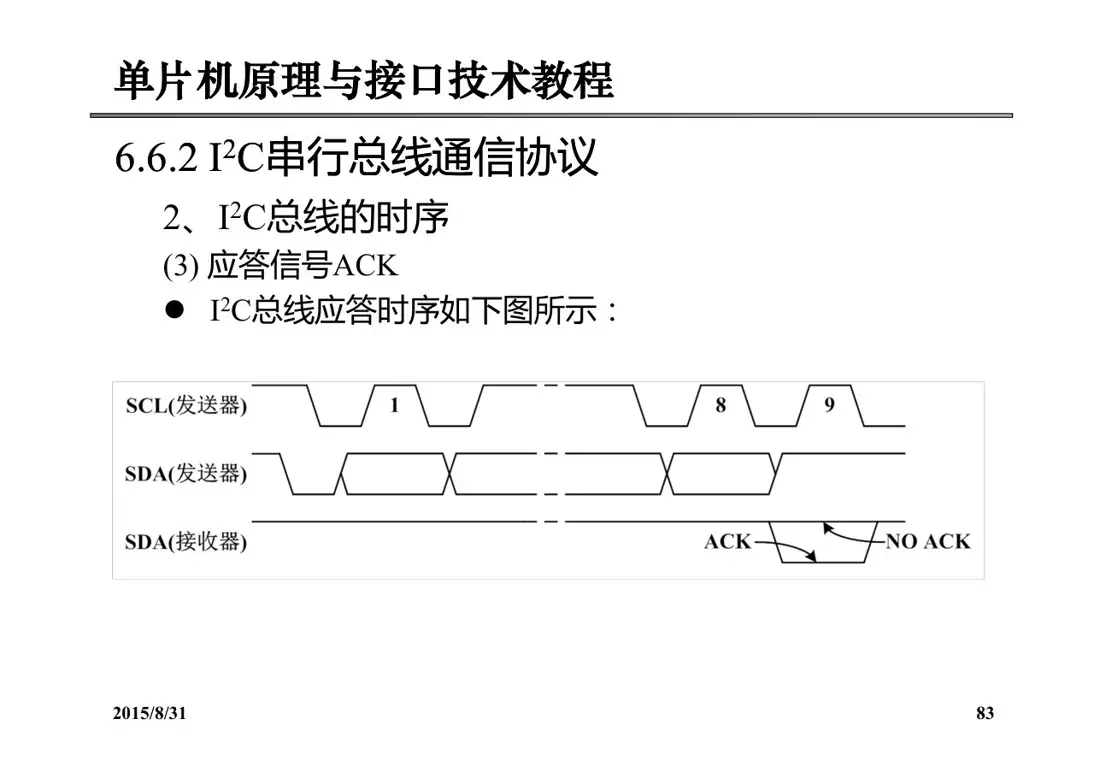 单片机原理与接口技术教程
6.6.2 I²C串行总线通信协议
2、I²C总线的时序
(3) 应答信号ACK
● I²C总线应答时序如下图所示：
SCL(发送器) 1 8 9
SDA(发送器)
SDA(接收器) ACK NO ACK
2015/8/31 83